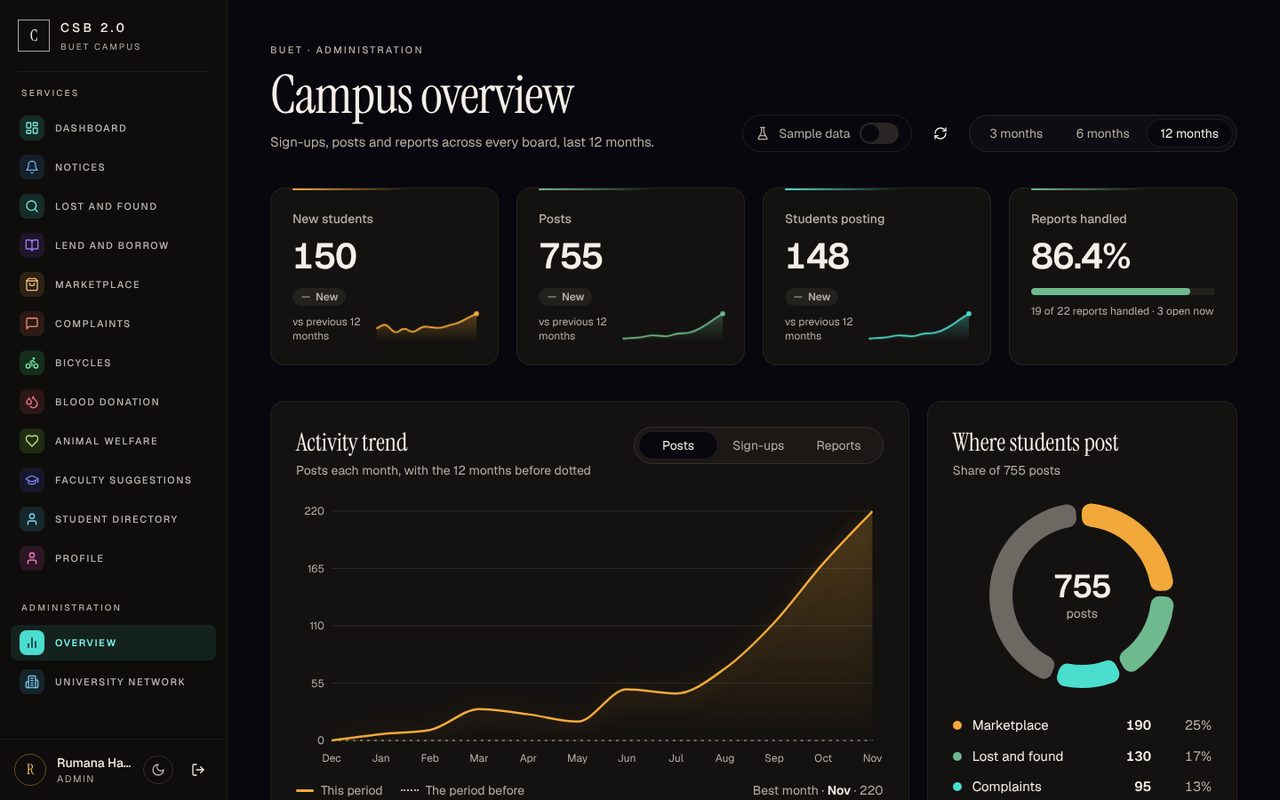 C
CSB 2.0
BUET CAMPUS
SERVICES
DASHBOARD
NOTICES
LOST AND FOUND
LEND AND BORROW
MARKETPLACE
COMPLAINTS
BICYCLES
BLOOD DONATION
ANIMAL WELFARE
FACULTY SUGGESTIONS
STUDENT DIRECTORY
PROFILE
ADMINISTRATION
OVERVIEW
UNIVERSITY NETWORK
R
Rumana Ha…
ADMIN
BUET · ADMINISTRATION
Campus overview
Sign-ups, posts and reports across every board, last 12 months.
Sample data
3 months
6 months
12 months
New students
150
— New
vs previous 12
months
Posts
755
— New
vs previous 12
months
Students posting
148
— New
vs previous 12
months
Reports handled
86.4%
19 of 22 reports handled · 3 open now
Activity trend
Posts each month, with the 12 months before dotted
Posts
Sign-ups
Reports
220
165
110
55
0
Dec Jan Feb Mar Apr May Jun Jul Aug Sep Oct Nov
This period
The period before
Best month · Nov · 220
Where students post
Share of 755 posts
755
posts
Marketplace 190 25%
Lost and found 130 17%
Complaints 95 13%